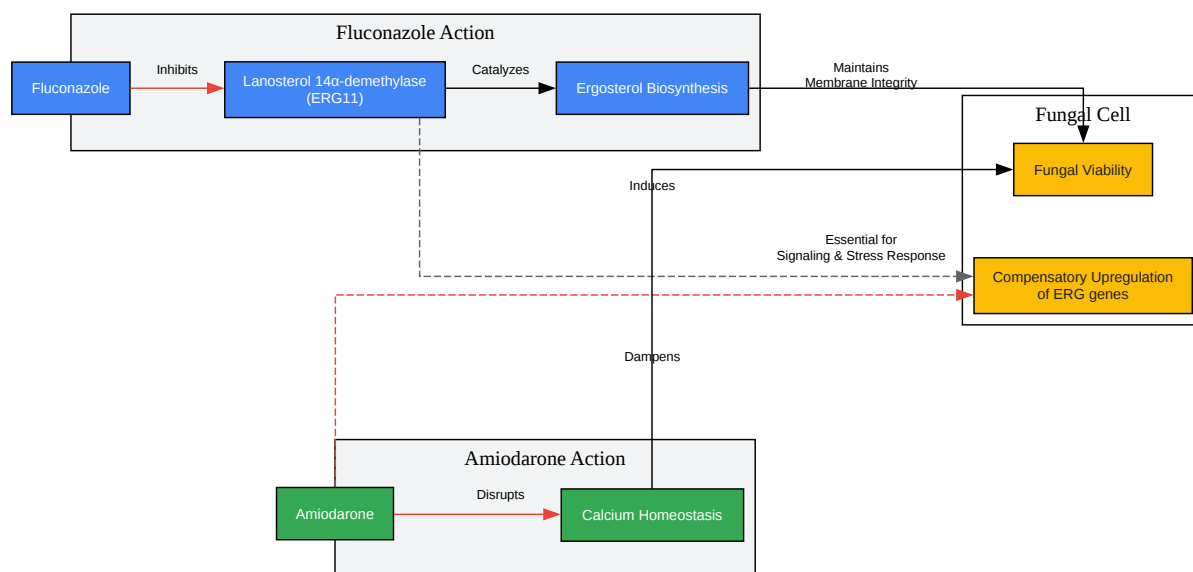 Fluconazole Action
Fluconazole
Inhibits
Lanosterol 14α-demethylase
(ERG11)
Catalyzes
Ergosterol Biosynthesis
Maintains
Membrane Integrity
Fungal Cell
Fungal Viability
Induces
Essential for
Signaling & Stress Response
Compensatory Upregulation
of ERG genes
Dampens
Amiodarone Action
Amiodarone
Disrupts
Calcium Homeostasis